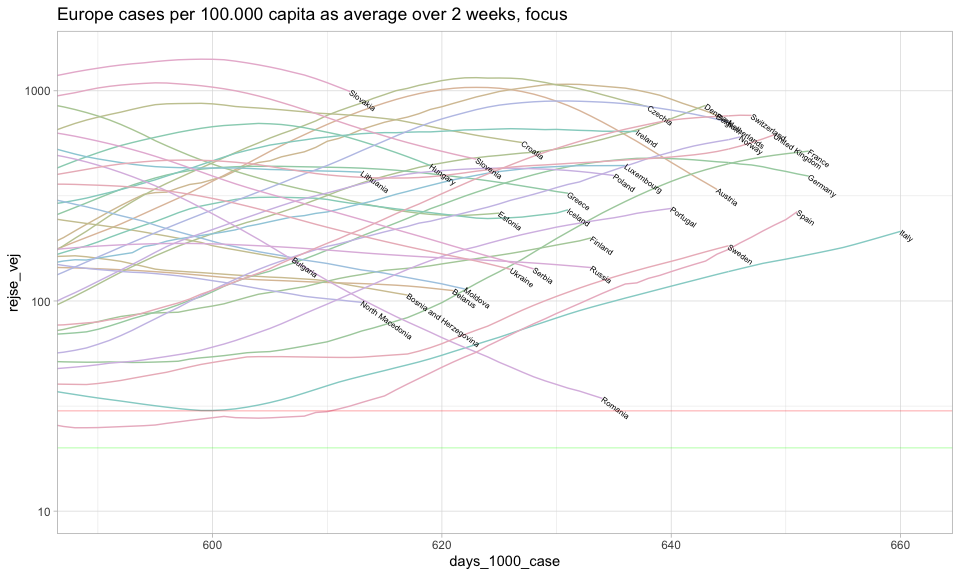 Europe cases per 100.000 capita as average over 2 weeks, focus
rejse_vej
1000
100
10
Slovakia
Czechia
Switzerland
Netherlands
Norway
United Kingdom
France
Ireland
Croatia
Slovenia
Hungary
Lithuania
Luxembourg
Poland
Germany
Austria
Greece
Iceland
Estonia
Portugal
Spain
Italy
Finland
Sweden
Bulgaria
Ukraine
Serbia
Russia
Moldova
Belarus
Bosnia and Herzegovina
North Macedonia
Romania
600
620
640
660
days_1000_case